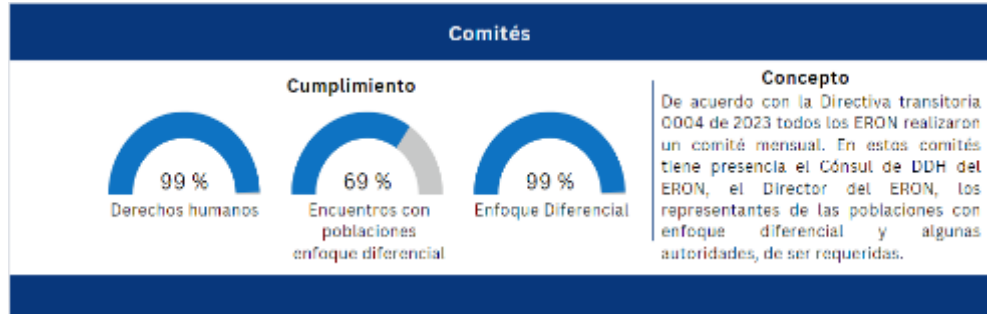 Comités
Cumplimiento
99 %
Derechos humanos
69 %
Encuentros con
poblaciones
enfoque diferencial
99 %
Enfoque Diferencial
Concepto
De acuerdo con la Directiva transitoria
0004 de 2023 todos los ERON realizaron
un comité mensual. En estos comités
tiene presencia el Cónsul de DDH del
ERON, el Director del ERON, los
representantes de las poblaciones con
enfoque diferencial y algunas
autoridades, de ser requeridas.